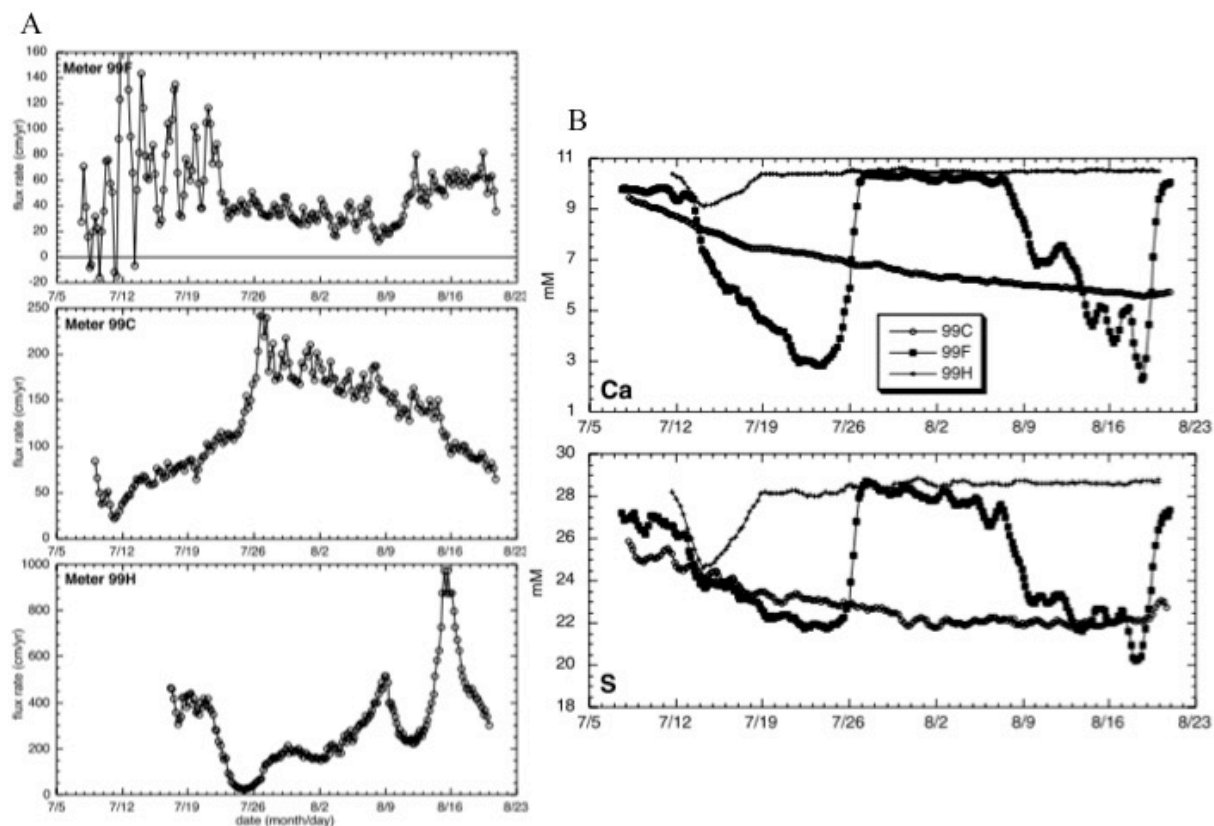 A
Meter 99F
flux rate (cm/yr)
160
140
120
100
80
60
40
20
0
-20
7/5 7/12 7/19 7/26 8/2 8/9 8/16 8/23
Meter 99C
flux rate (cm/yr)
250
200
150
100
50
0
7/5 7/12 7/19 7/26 8/2 8/9 8/16 8/23
Meter 99H
flux rate (cm/yr)
1000
800
600
400
200
0
7/5 7/12 7/19 7/26 8/2 8/9 8/16 8/23
date (month/day)
B
mM
11
9
7
5
3
1
99C
99F
99H
Ca
7/5 7/12 7/19 7/26 8/2 8/9 8/16 8/23
mM
28
26
24
22
20
18
S
7/5 7/12 7/19 7/26 8/2 8/9 8/16 8/23